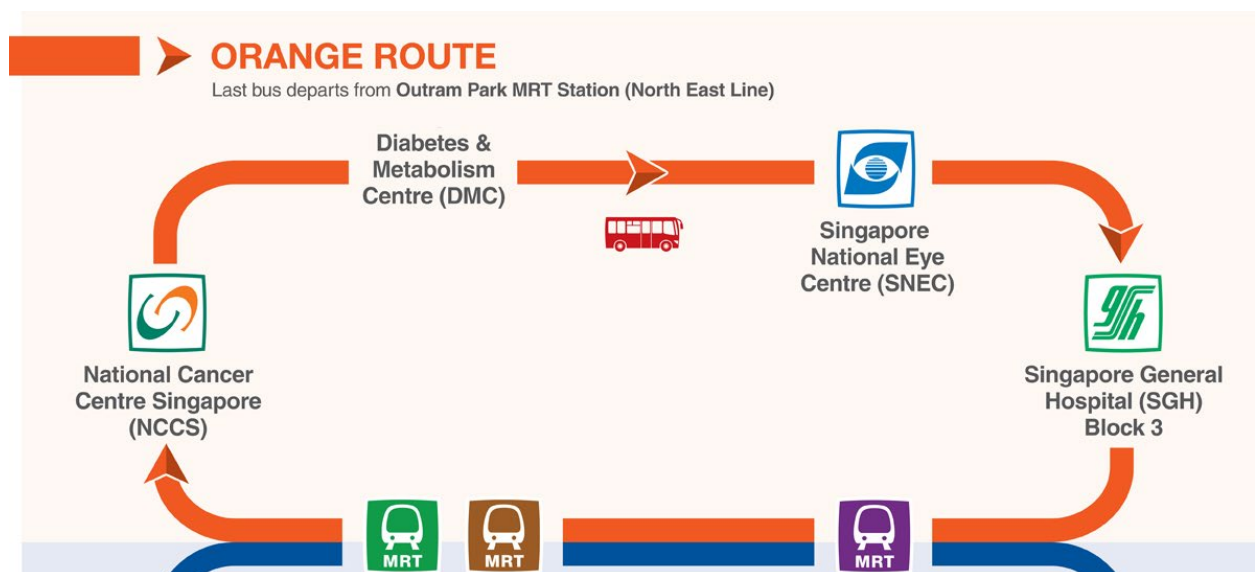 ORANGE ROUTE
Last bus departs from Outram Park MRT Station (North East Line)
Diabetes &
Metabolism
Centre (DMC)
Singapore
National Eye
Centre (SNEC)
National Cancer
Centre Singapore
(NCCS)
Singapore General
Hospital (SGH)
Block 3
MRT
MRT
MRT